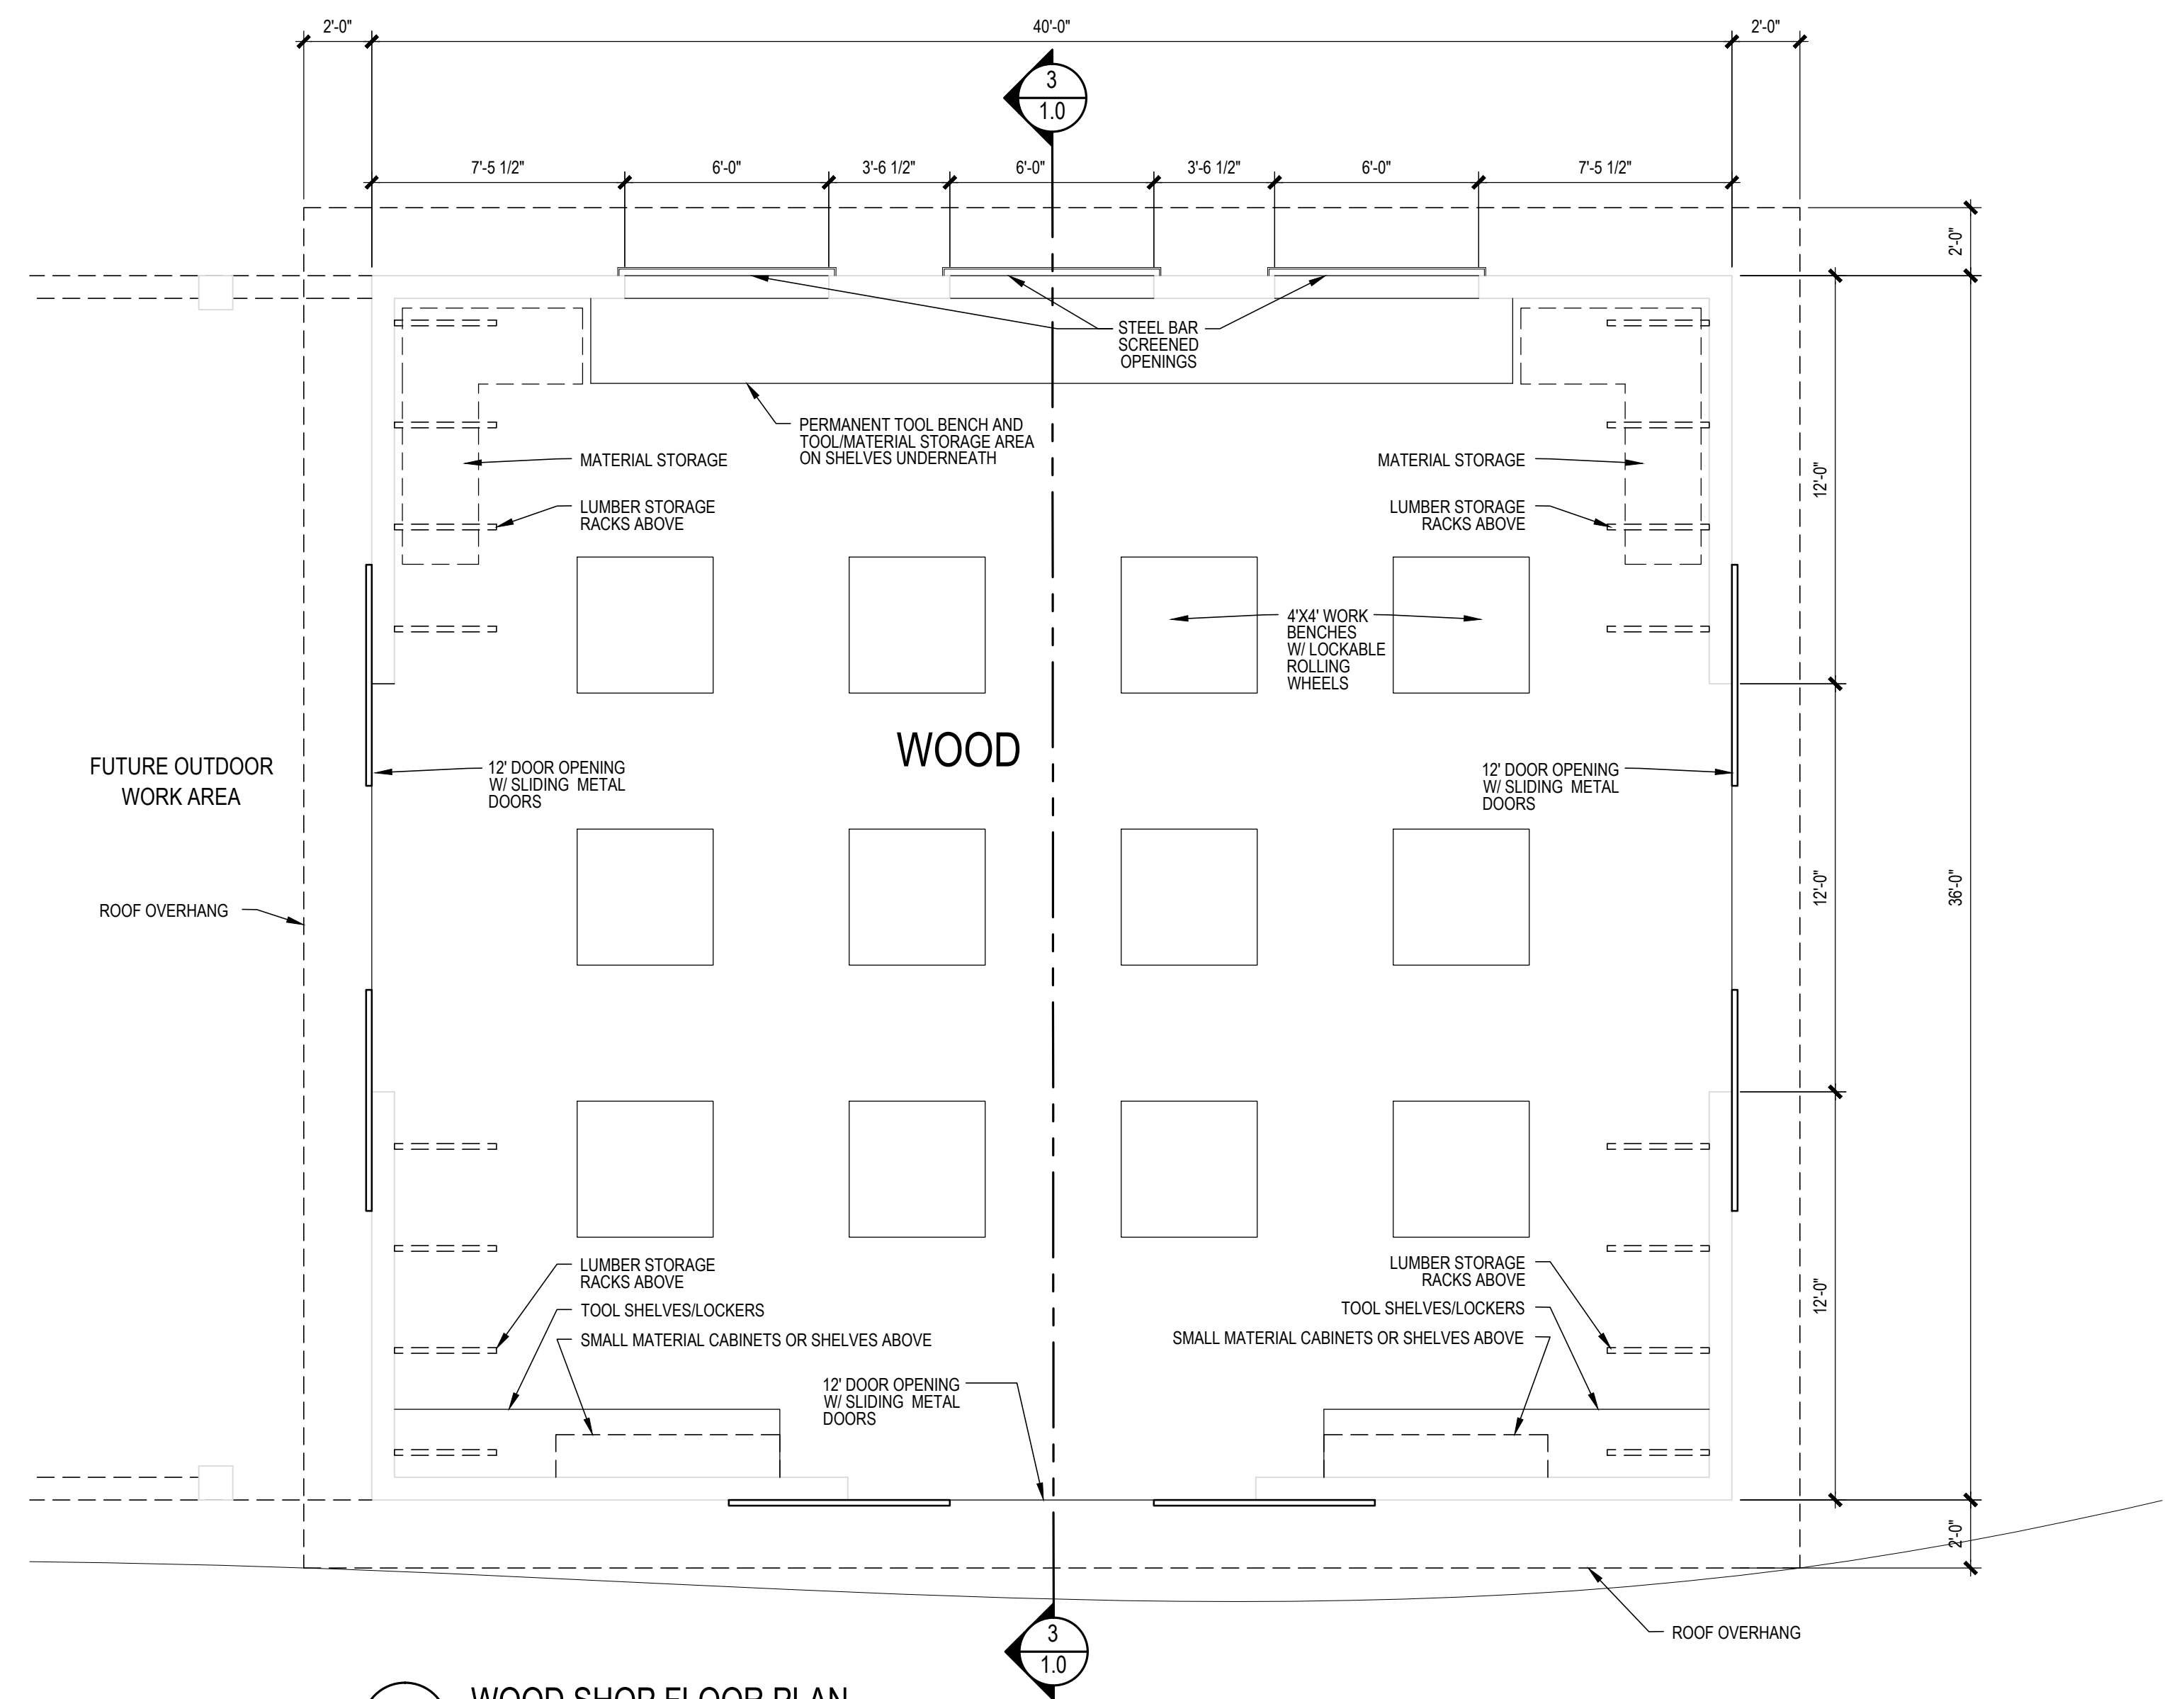 2'-0"
40'-0"
2'-0"
3
1.0
7'-5 1/2"
6'-0"
3'-6 1/2"
6'-0"
3'-6 1/2"
6'-0"
7'-5 1/2"
2'-0"
STEEL BAR
SCREENED
OPENINGS
PERMANENT TOOL BENCH AND
TOOL/MATERIAL STORAGE AREA
ON SHELVES UNDERNEATH
MATERIAL STORAGE
MATERIAL STORAGE
12'-0"
LUMBER STORAGE
RACKS ABOVE
LUMBER STORAGE
RACKS ABOVE
4'X4' WORK
BENCHES
W/ LOCKABLE
ROLLING
WHEELS
WOOD
FUTURE OUTDOOR
WORK AREA
12' DOOR OPENING
W/ SLIDING METAL
DOORS
12' DOOR OPENING
W/ SLIDING METAL
DOORS
12'-0"
36'-0"
ROOF OVERHANG
LUMBER STORAGE
RACKS ABOVE
TOOL SHELVES/LOCKERS
SMALL MATERIAL CABINETS OR SHELVES ABOVE
LUMBER STORAGE
RACKS ABOVE
TOOL SHELVES/LOCKERS
SMALL MATERIAL CABINETS OR SHELVES ABOVE
12'-0"
12' DOOR OPENING
W/ SLIDING METAL
DOORS
2'-0"
ROOF OVERHANG
3
1.0
WOOD SHOP FLOOR PLAN